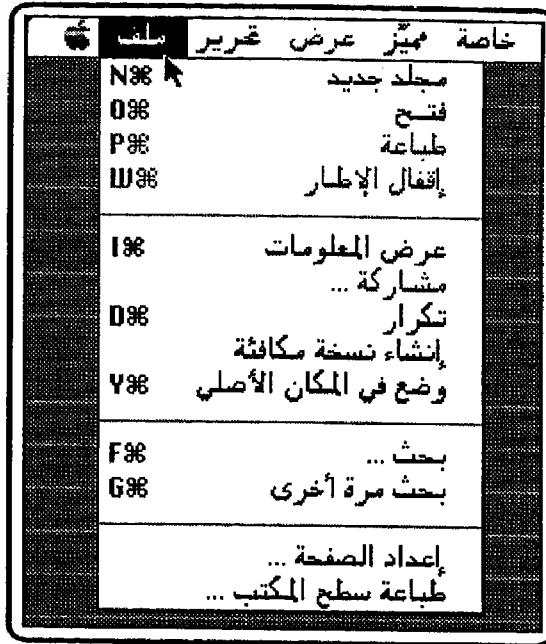 ملف تحرير عرض مميّز خاصة
مجلد جديد N⌘
فتح O⌘
طباعة P⌘
إقفال الإطار W⌘
عرض المعلومات I⌘
مشاركة ...
تكرار D⌘
إنشاء نسخة مكافئة
وضع في المكان الأصلي Y⌘
بحث ... F⌘
بحث مرة أخرى G⌘
إعداد الصفحة ...
طباعة سطح المكتب ...